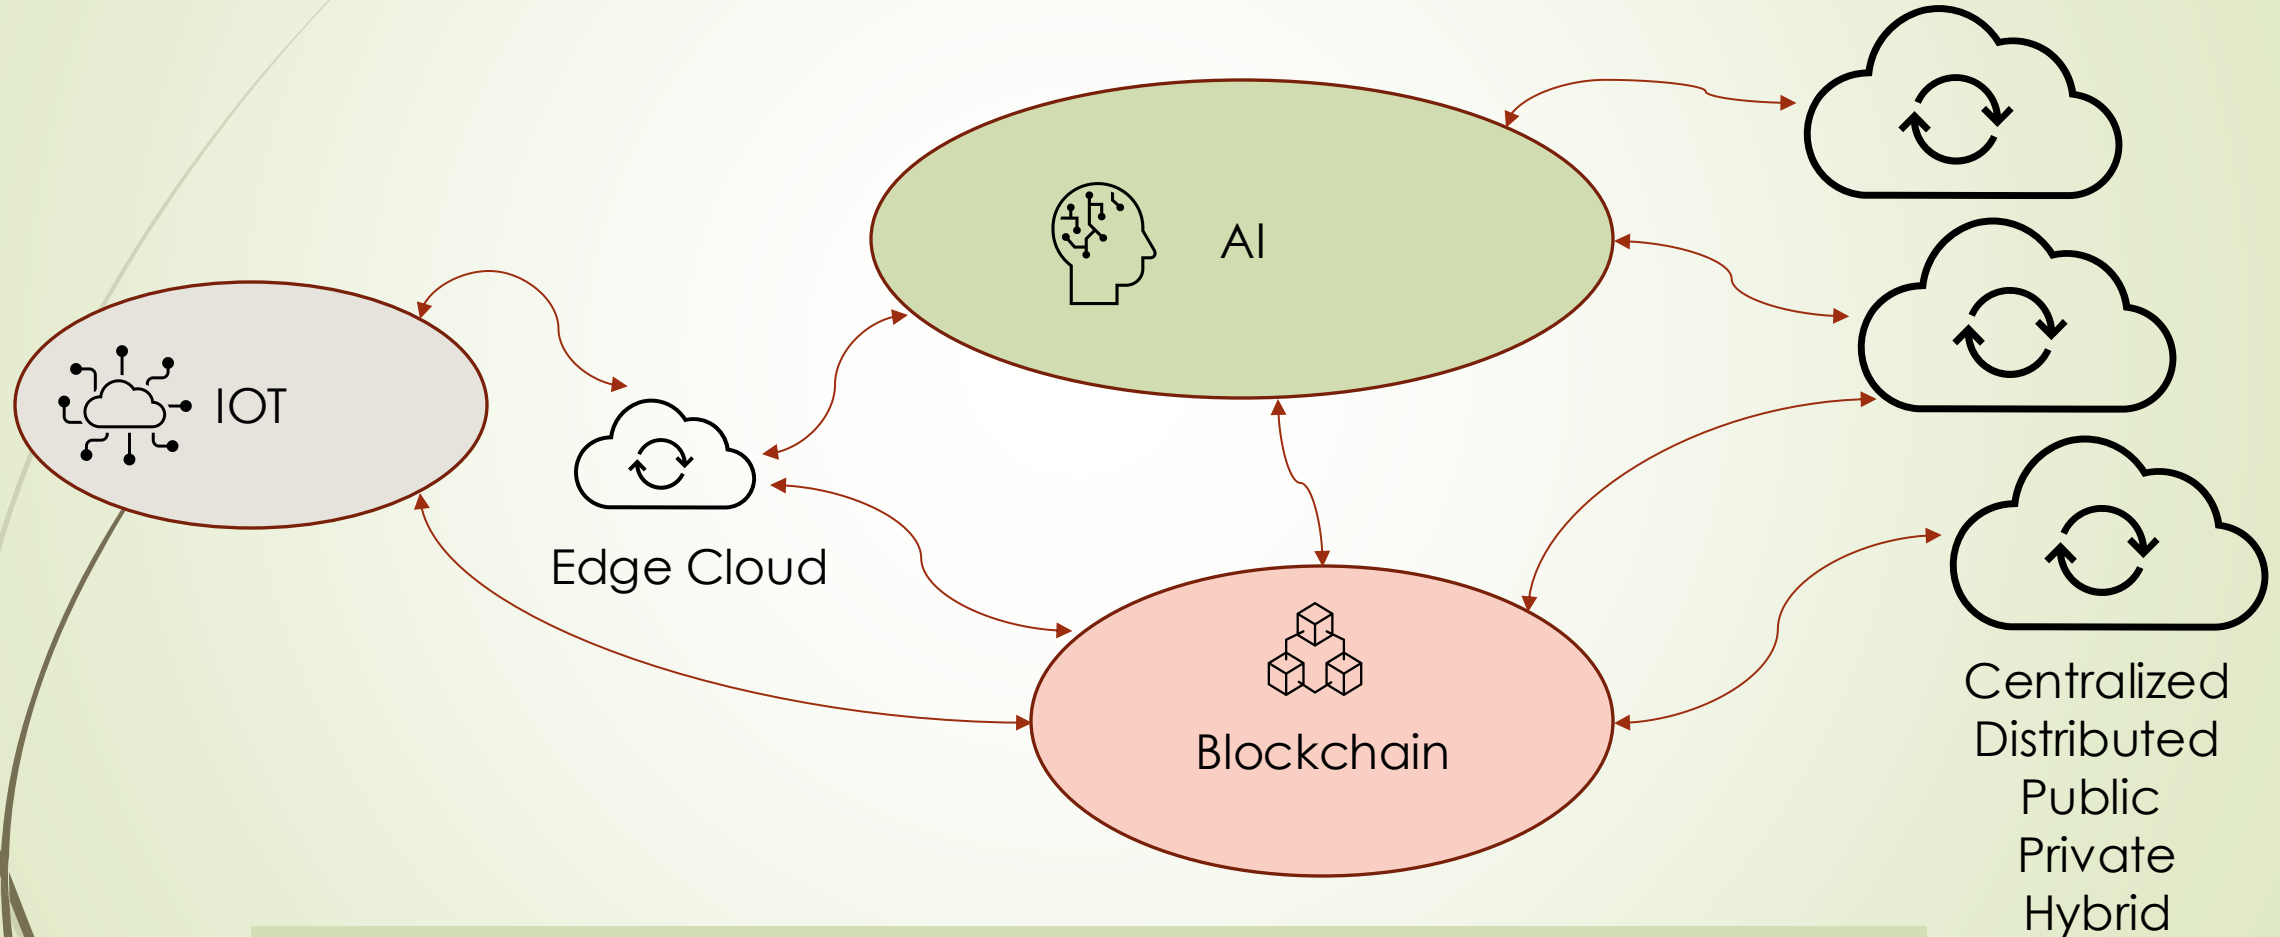 AI
IOT
Edge Cloud
Blockchain
Centralized
Distributed
Public
Private
Hybrid